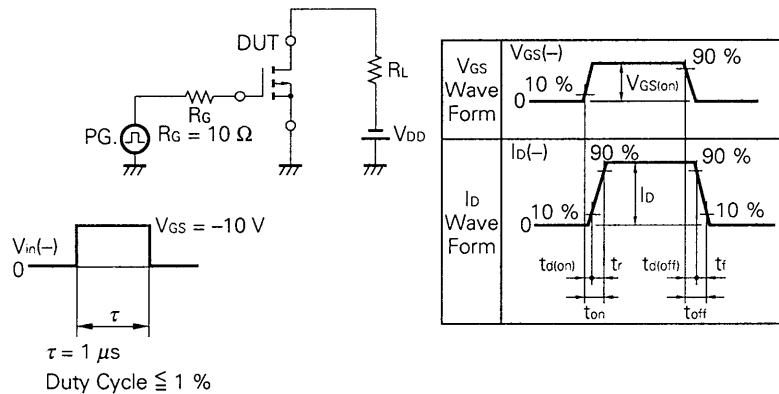 DUT
RL
RG
PG.
RG = 10 Ω
VDD
Vin(−)
0
VGS = −10 V
τ
τ = 1 μs
Duty Cycle ≦ 1 %
VGS
Wave
Form
VGS(−)
10 %
0
VGS(on)
90 %
ID
Wave
Form
ID(−)
90 %
90 %
10 %
0
ID
10 %
td(on)
tr
td(off)
tf
ton
toff